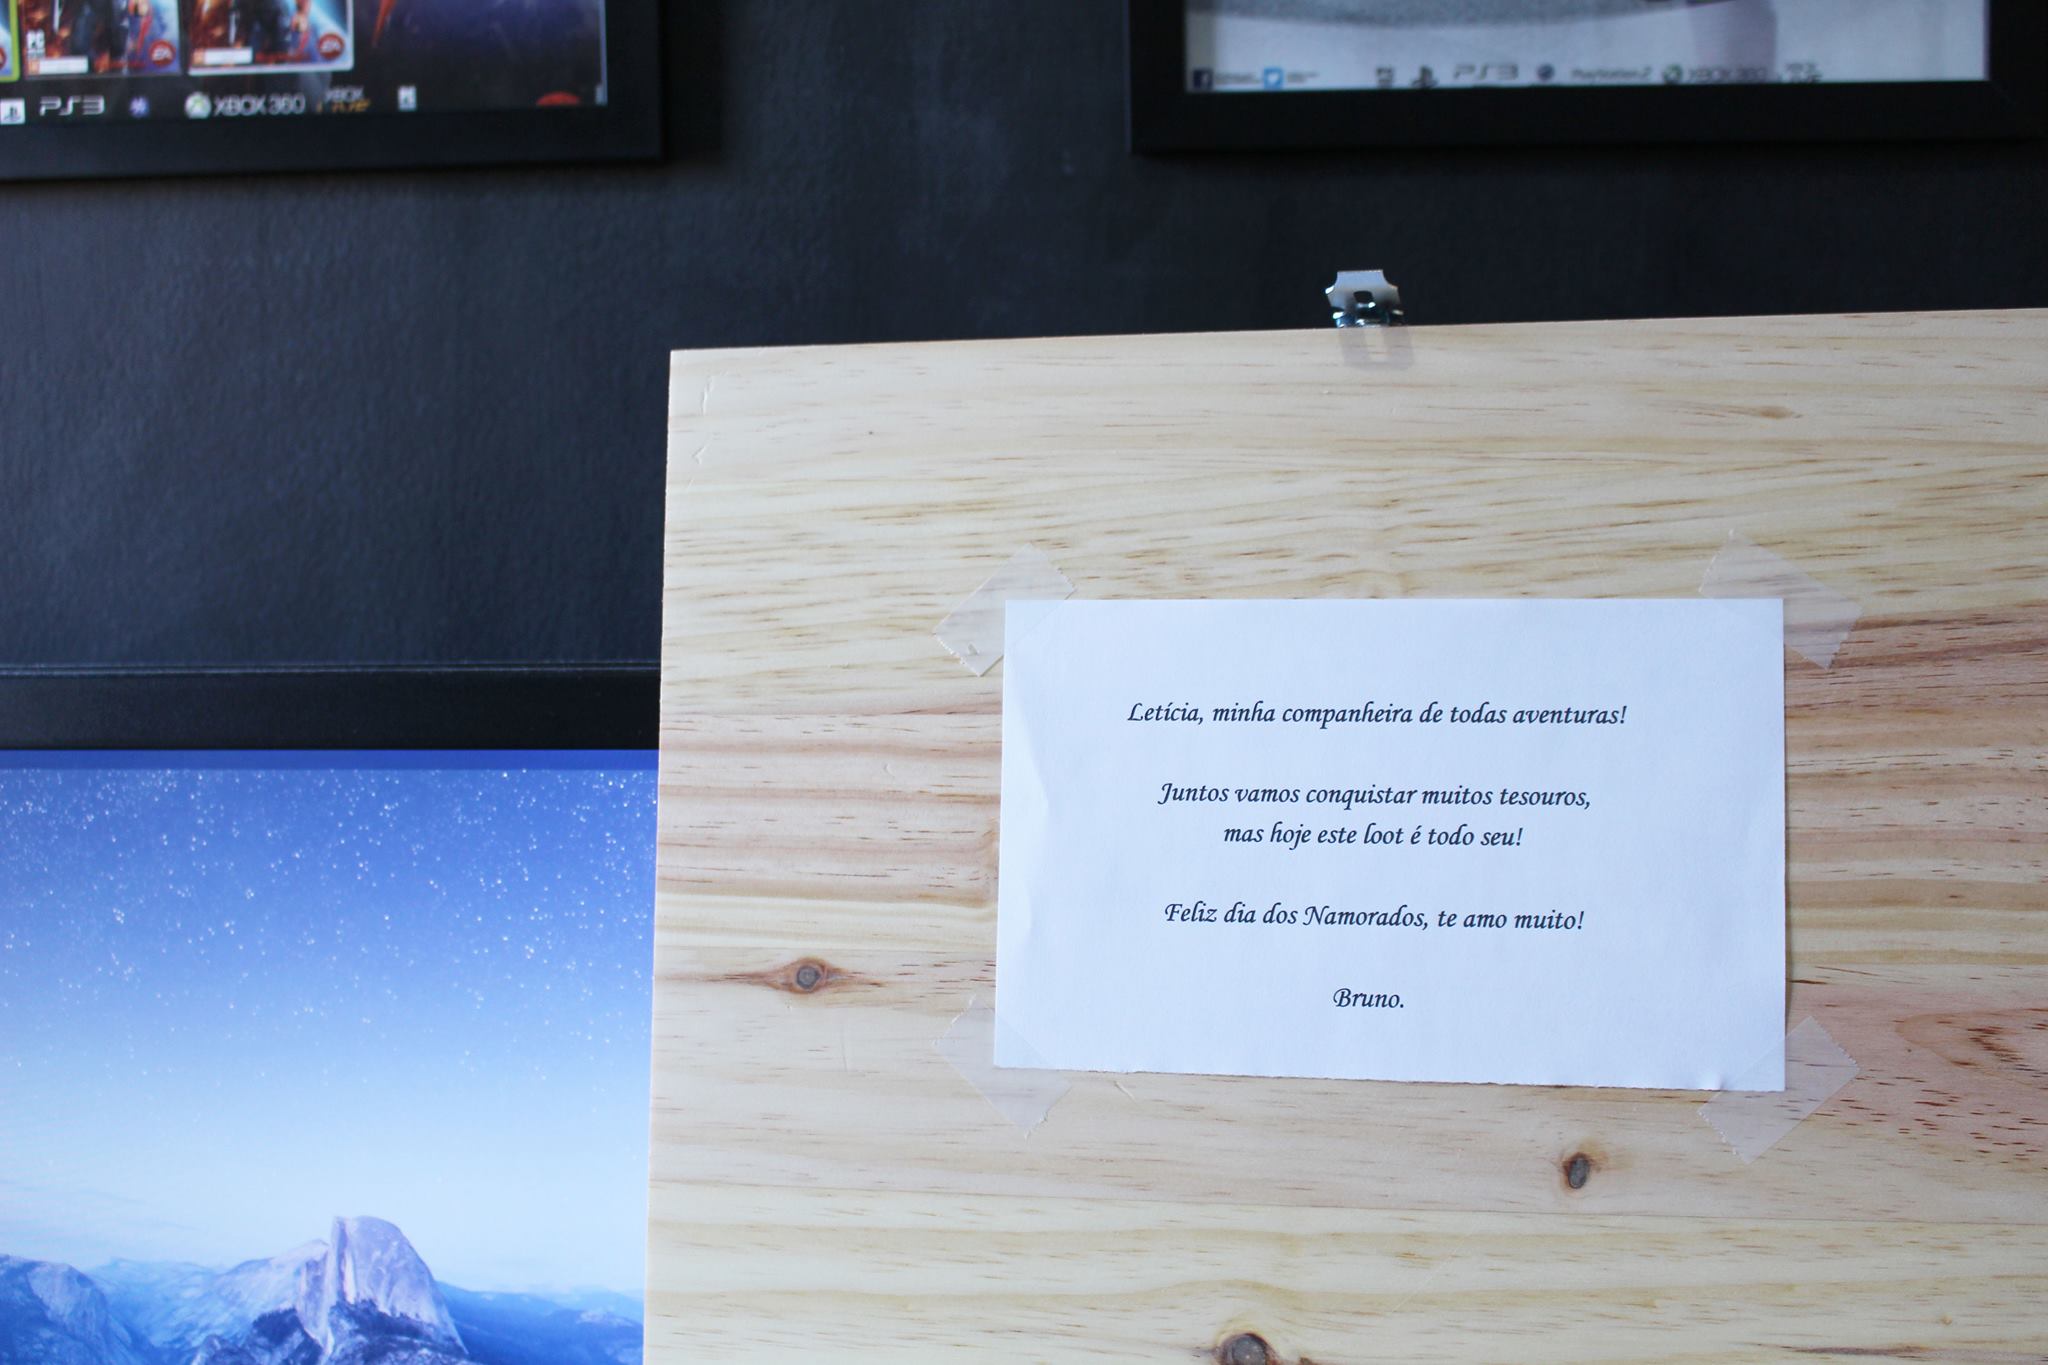 PC
EA
EA
PS3
XBOX 360
XBOX
LIVE
PS3
PlayStation 2
XBOX 360
Letícia, minha companheira de todas aventuras!
Juntos vamos conquistar muitos tesouros,
mas hoje este loot é todo seu!
Feliz dia dos Namorados, te amo muito!
Bruno.